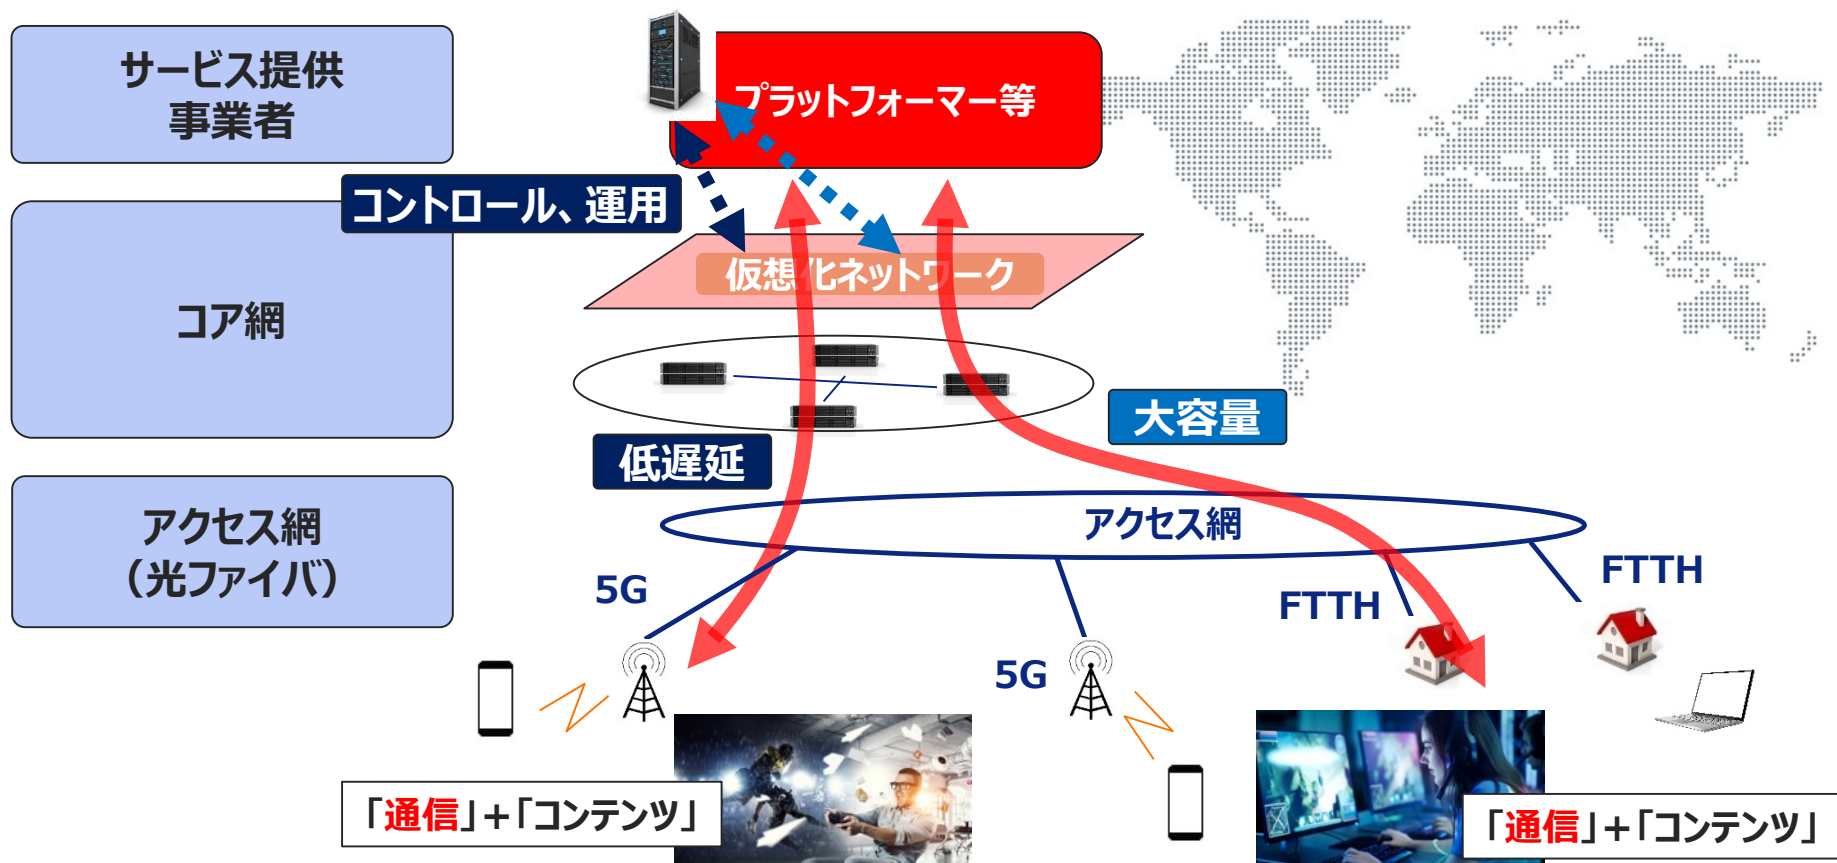 サービス提供
事業者
プラットフォーマー等
コントロール、運用
仮想化ネットワーク
コア網
大容量
低遅延
アクセス網
（光ファイバ）
アクセス網
5G
FTTH
FTTH
5G
「通信」+「コンテンツ」
「通信」+「コンテンツ」